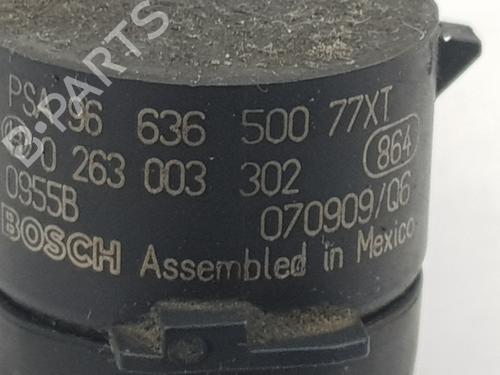 PSA 96 636 500 77XT
0 263 003 302 864
0955B 070909/Q6
BOSCH Assembled in Mexico
B-PARTS